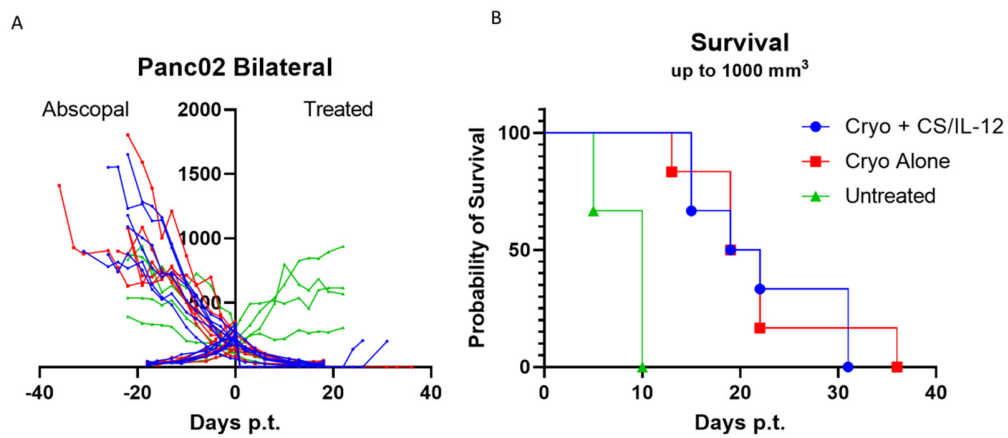 A
Panc02 Bilateral
Abscopal
Treated
2000
1500
1000
500
-40
-20
0
20
40
Days p.t.
B
Survival
up to 1000 mm³
Probability of Survival
100
50
0
0
10
20
30
40
Days p.t.
Cryo + CS/IL-12
Cryo Alone
Untreated